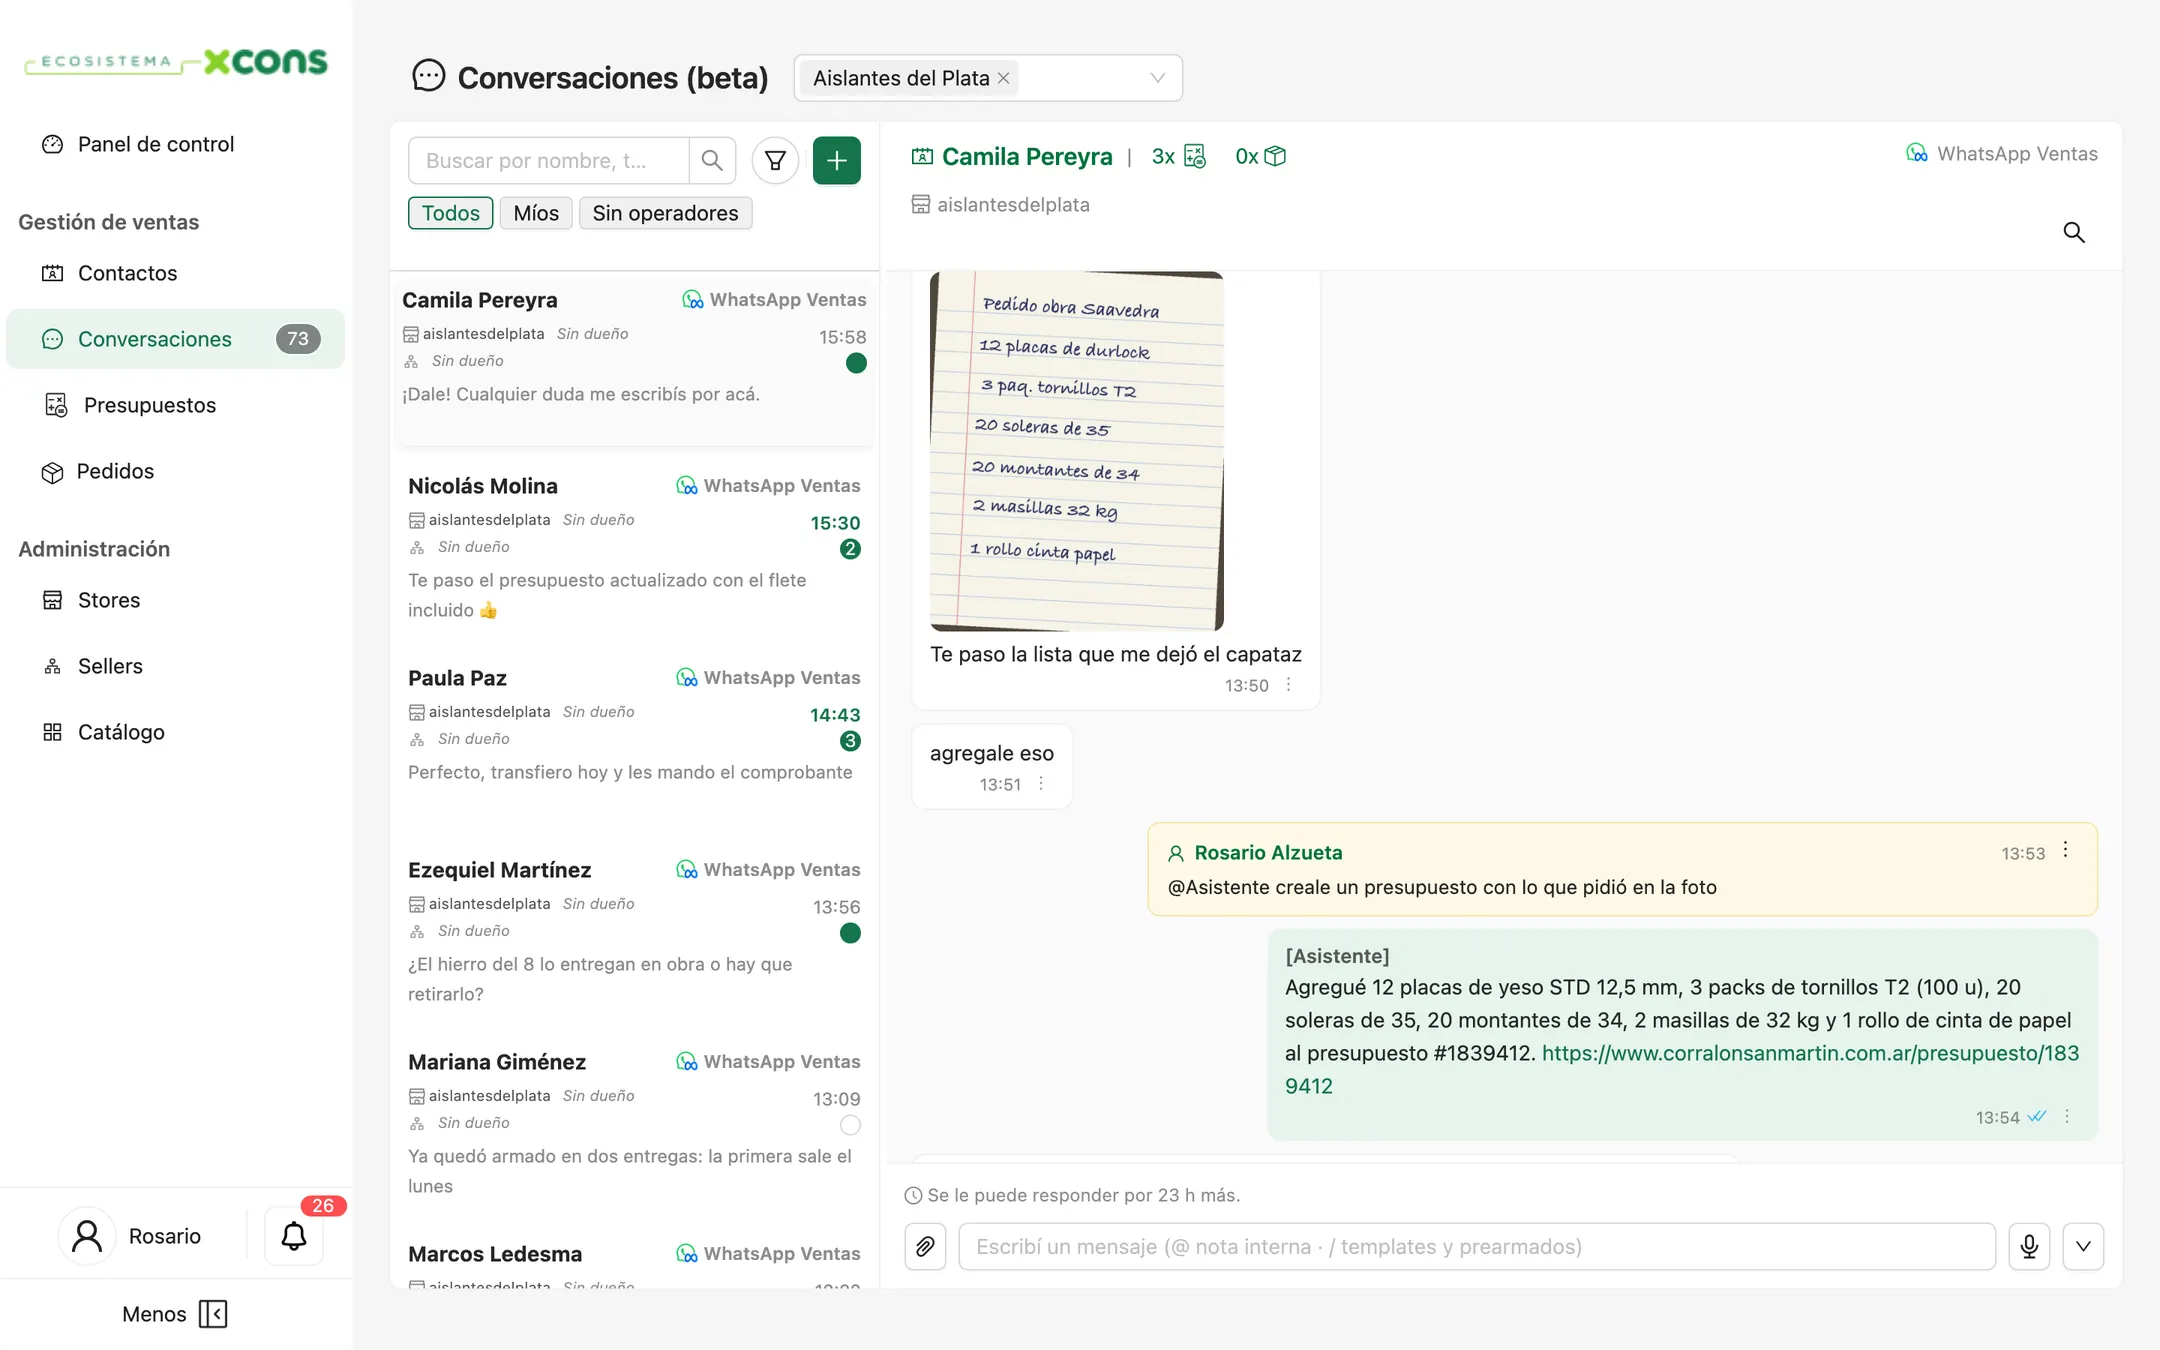 ECOSISTEMA xcons
Panel de control
Gestión de ventas
Contactos
Conversaciones 73
Presupuestos
Pedidos
Administración
Stores
Sellers
Catálogo
Rosario 26
Menos
Conversaciones (beta) Aislantes del Plata
Buscar por nombre, t...
Todos Míos Sin operadores
Camila Pereyra WhatsApp Ventas
aislantesdelplata Sin dueño 15:58
Sin dueño
¡Dale! Cualquier duda me escribís por acá.
Nicolás Molina WhatsApp Ventas
aislantesdelplata Sin dueño 15:30
Sin dueño 2
Te paso el presupuesto actualizado con el flete
incluido 👍
Paula Paz WhatsApp Ventas
aislantesdelplata Sin dueño 14:43
Sin dueño 3
Perfecto, transfiero hoy y les mando el comprobante
Ezequiel Martínez WhatsApp Ventas
aislantesdelplata Sin dueño 13:56
Sin dueño
¿El hierro del 8 lo entregan en obra o hay que
retirarlo?
Mariana Giménez WhatsApp Ventas
aislantesdelplata Sin dueño 13:09
Sin dueño
Ya quedó armado en dos entregas: la primera sale el
lunes
Marcos Ledesma WhatsApp Ventas
aislantesdelplata Sin dueño
Camila Pereyra | 3x 0x WhatsApp Ventas
aislantesdelplata
Pedido obra Saavedra
12 placas de durlock
3 paq. tornillos T2
20 soleras de 35
20 montantes de 34
2 masillas 32 kg
1 rollo cinta papel
Te paso la lista que me dejó el capataz
13:50
agregale eso
13:51
Rosario Alzueta 13:53
@Asistente creale un presupuesto con lo que pidió en la foto
[Asistente]
Agregué 12 placas de yeso STD 12,5 mm, 3 packs de tornillos T2 (100 u), 20
soleras de 35, 20 montantes de 34, 2 masillas de 32 kg y 1 rollo de cinta de papel
al presupuesto #1839412. https://www.corralonsanmartin.com.ar/presupuesto/183
9412
13:54
Se le puede responder por 23 h más.
Escribí un mensaje (@ nota interna · / templates y prearmados)